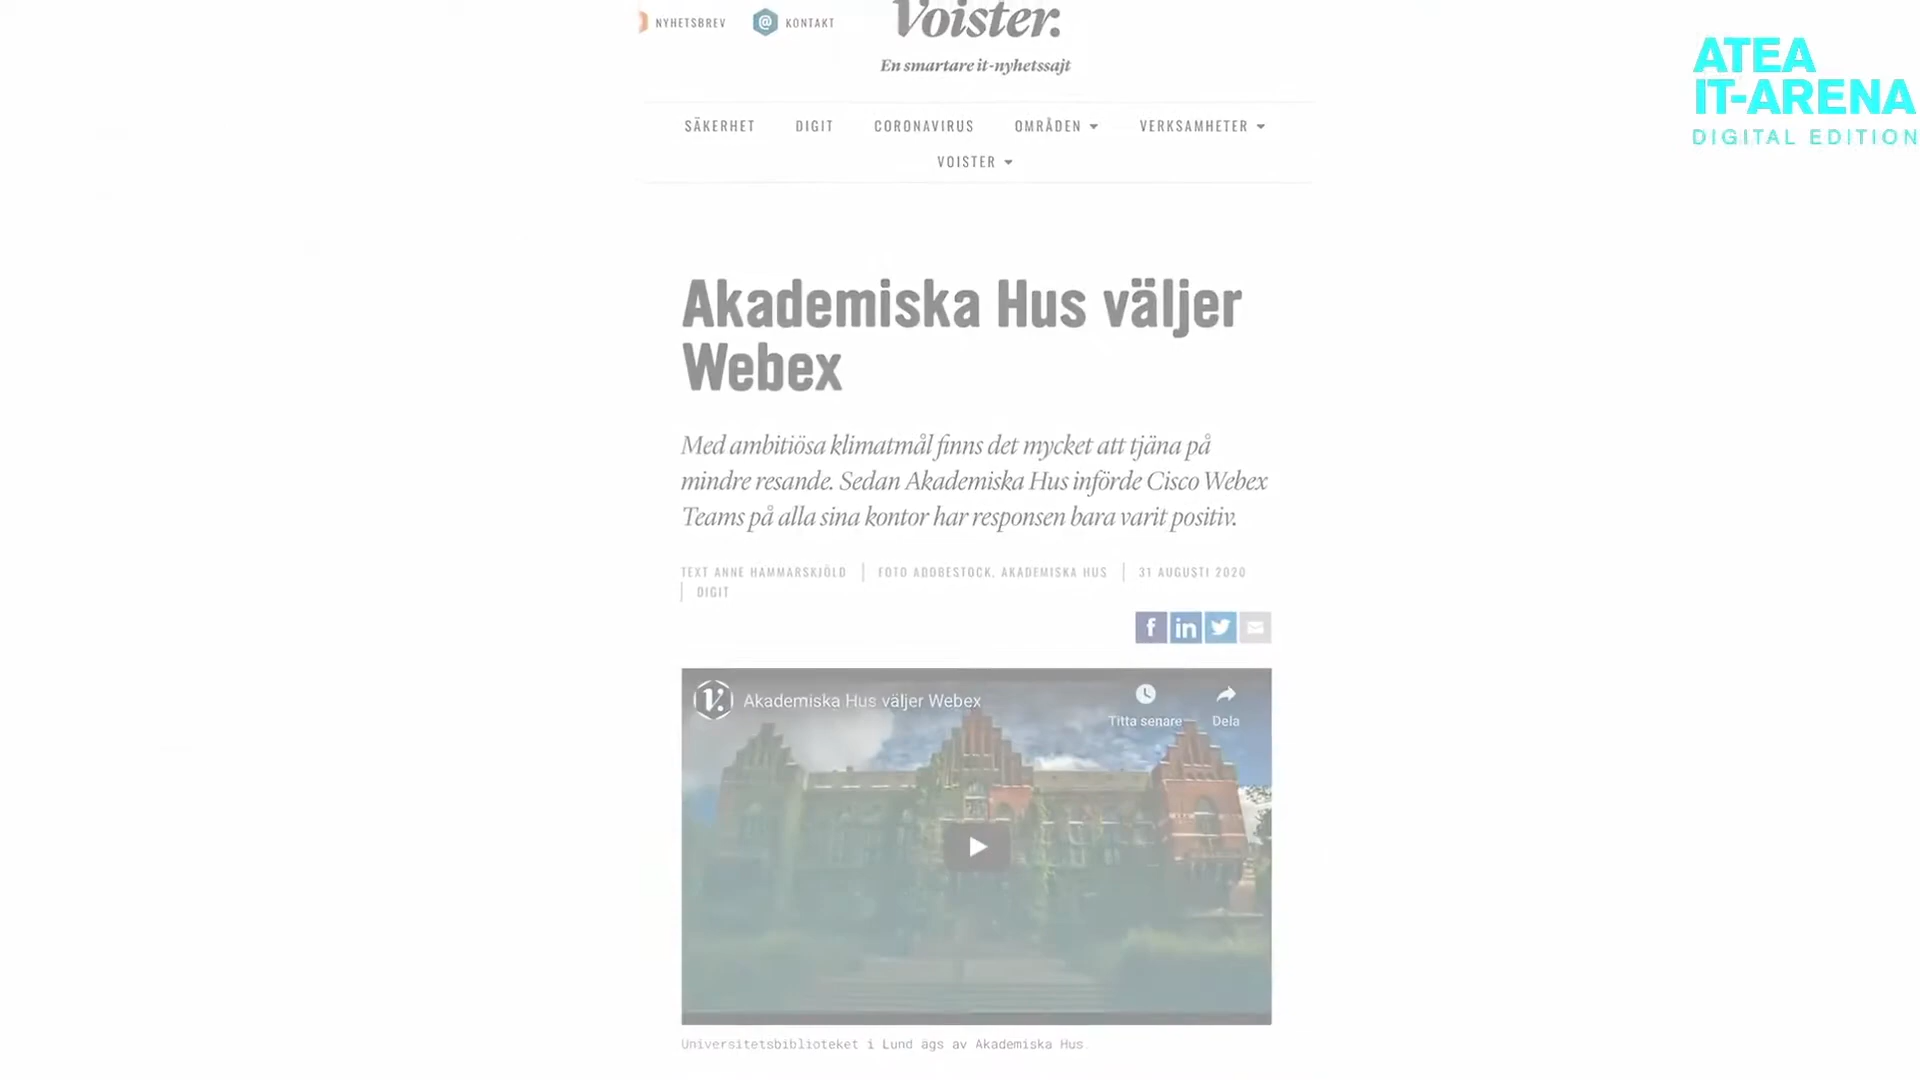 NYHETSBREV
KONTAKT
Voister.
En smartare it-nyhetssajt
ATEA
IT-ARENA
DIGITAL EDITION
SÄKERHET DIGIT CORONAVIRUS OMRÅDEN VERKSAMHETER
VOISTER
Akademiska Hus väljer
Webex
Med ambitiösa klimatmål finns det mycket att tjäna på
mindre resande. Sedan Akademiska Hus införde Cisco Webex
Teams på alla sina kontor har responsen bara varit positiv.
TEXT ANNE HAMMARSKJÖLD | FOTO ADOBESTOCK, AKADEMISKA HUS | 31 AUGUSTI 2020
| DIGIT
f in
V. Akademiska Hus väljer Webex
Titta senare Dela
Universitetsbiblioteket i Lund ägs av Akademiska Hus.